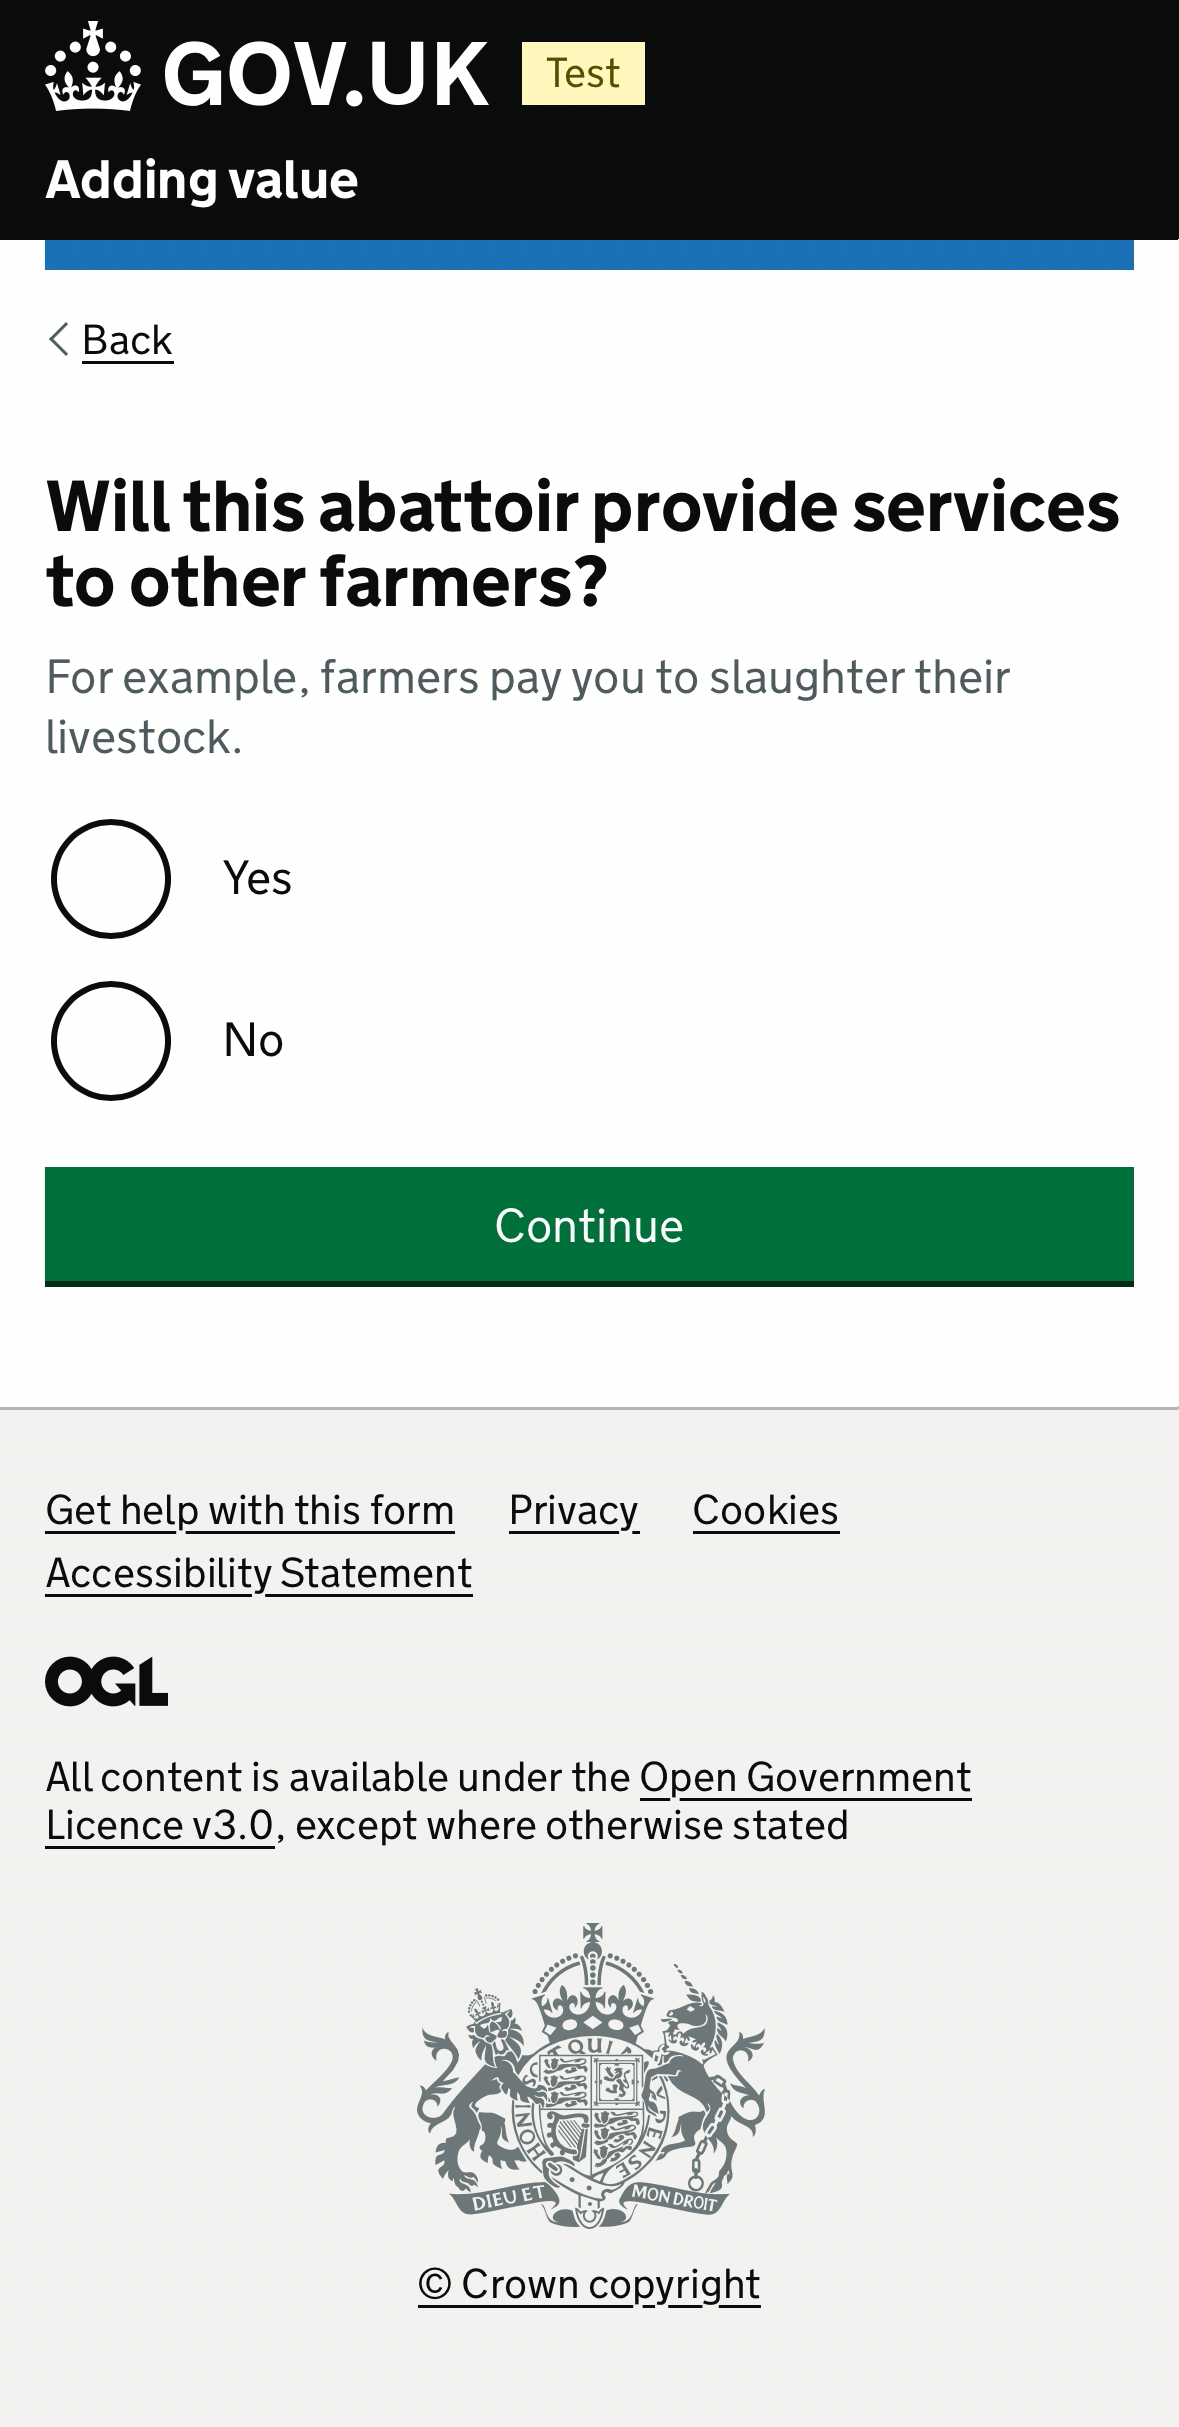 GOV.UK Test
Adding value
Back
Will this abattoir provide services
to other farmers?
For example, farmers pay you to slaughter their
livestock.
Yes
No
Continue
Get help with this form Privacy Cookies
Accessibility Statement
OGL
All content is available under the Open Government
Licence v3.0, except where otherwise stated
QUI
HONI
PENSE
DIEU ET MON DROIT
© Crown copyright